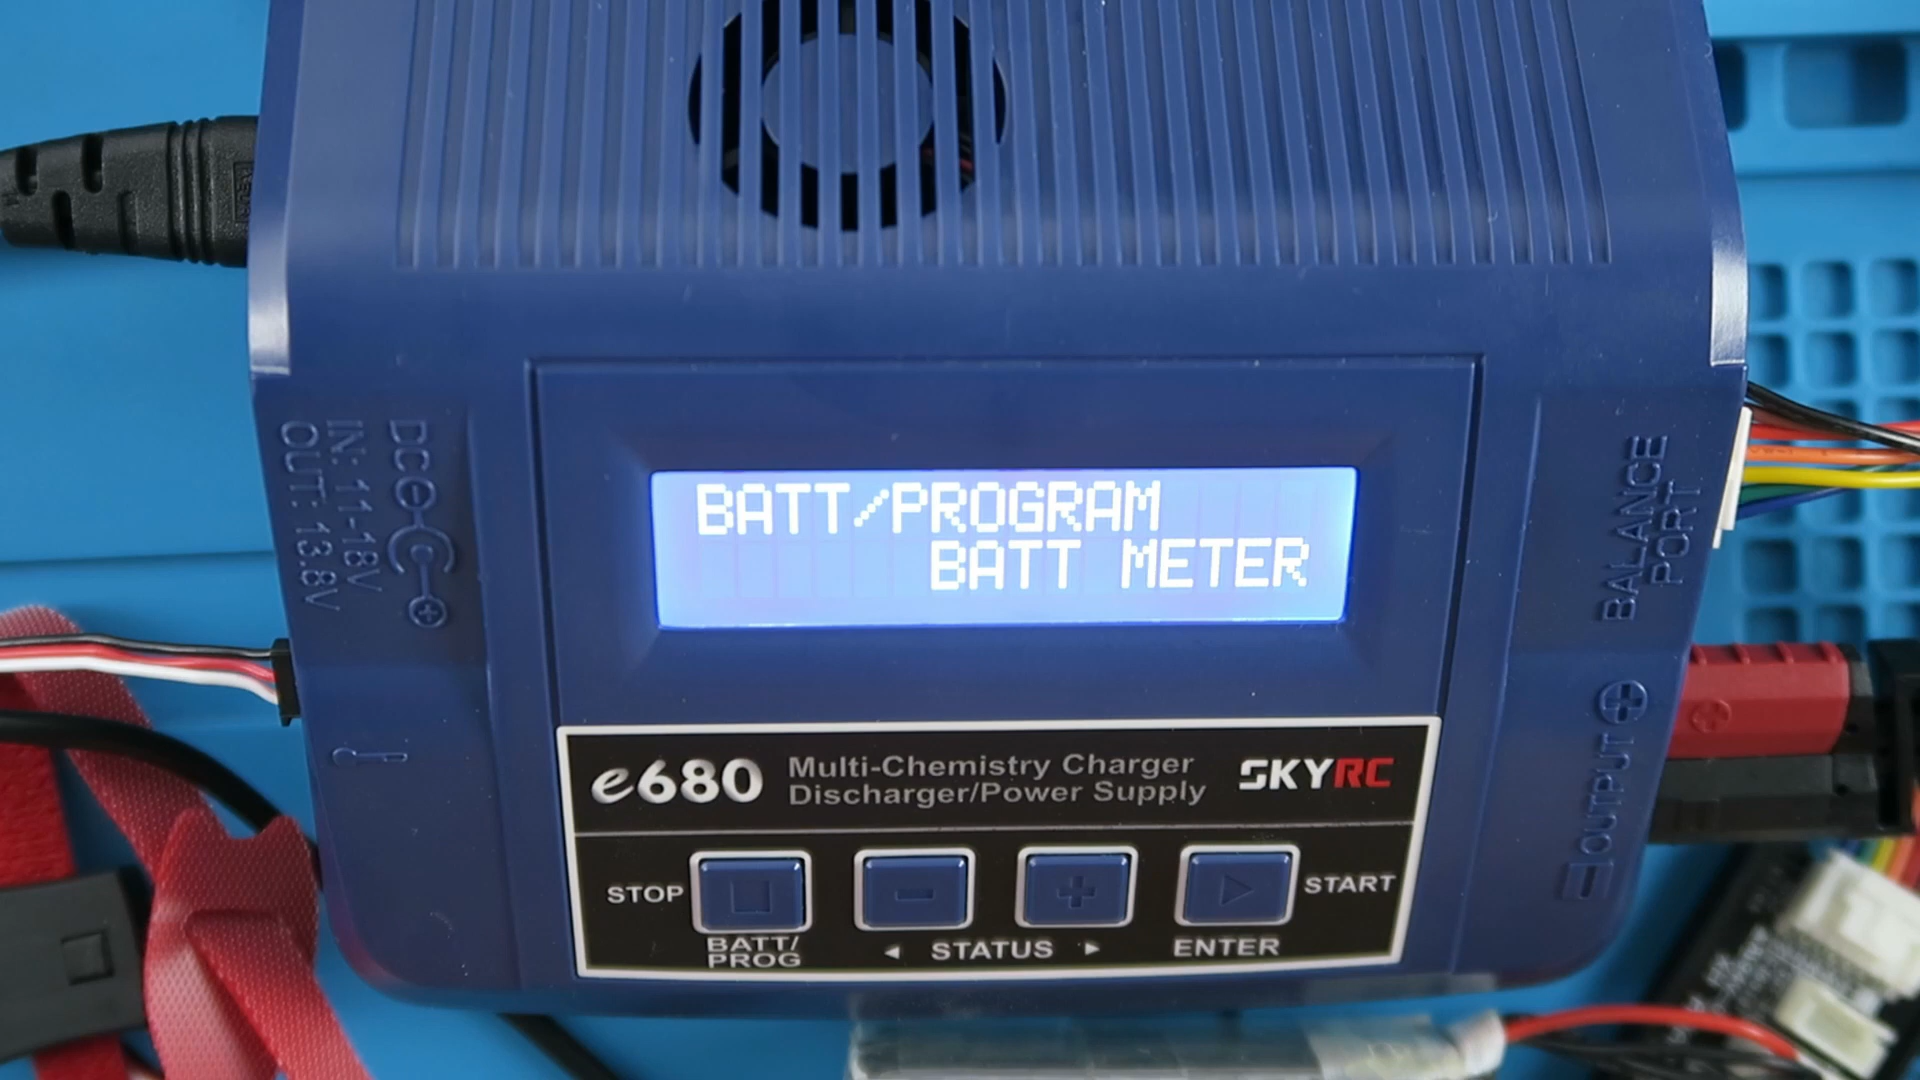 BATT/PROGRAM
BATT METER
DC
IN: 11-18V
OUT: 13.8V
BALANCE
PORT
OUTPUT
e680
Multi-Chemistry Charger
Discharger/Power Supply
SKYRC
STOP
START
BATT/
PROG
STATUS
ENTER